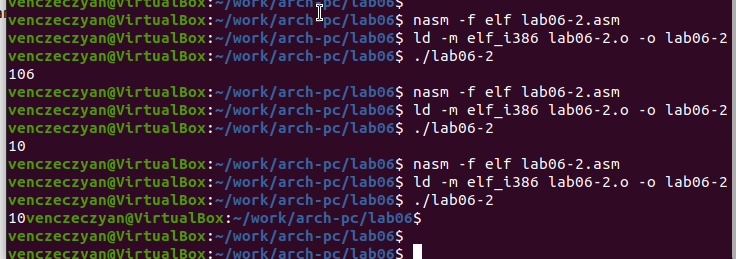 venczeczyan@VirtualBox:~/work/arch-pc/lab06$
venczeczyan@VirtualBox:~/work/arch-pc/lab06$ nasm -f elf lab06-2.asm
venczeczyan@VirtualBox:~/work/arch-pc/lab06$ ld -m elf_i386 lab06-2.o -o lab06-2
venczeczyan@VirtualBox:~/work/arch-pc/lab06$ ./lab06-2
106
venczeczyan@VirtualBox:~/work/arch-pc/lab06$ nasm -f elf lab06-2.asm
venczeczyan@VirtualBox:~/work/arch-pc/lab06$ ld -m elf_i386 lab06-2.o -o lab06-2
venczeczyan@VirtualBox:~/work/arch-pc/lab06$ ./lab06-2
10
venczeczyan@VirtualBox:~/work/arch-pc/lab06$ nasm -f elf lab06-2.asm
venczeczyan@VirtualBox:~/work/arch-pc/lab06$ ld -m elf_i386 lab06-2.o -o lab06-2
venczeczyan@VirtualBox:~/work/arch-pc/lab06$ ./lab06-2
10venczeczyan@VirtualBox:~/work/arch-pc/lab06$
venczeczyan@VirtualBox:~/work/arch-pc/lab06$
venczeczyan@VirtualBox:~/work/arch-pc/lab06$